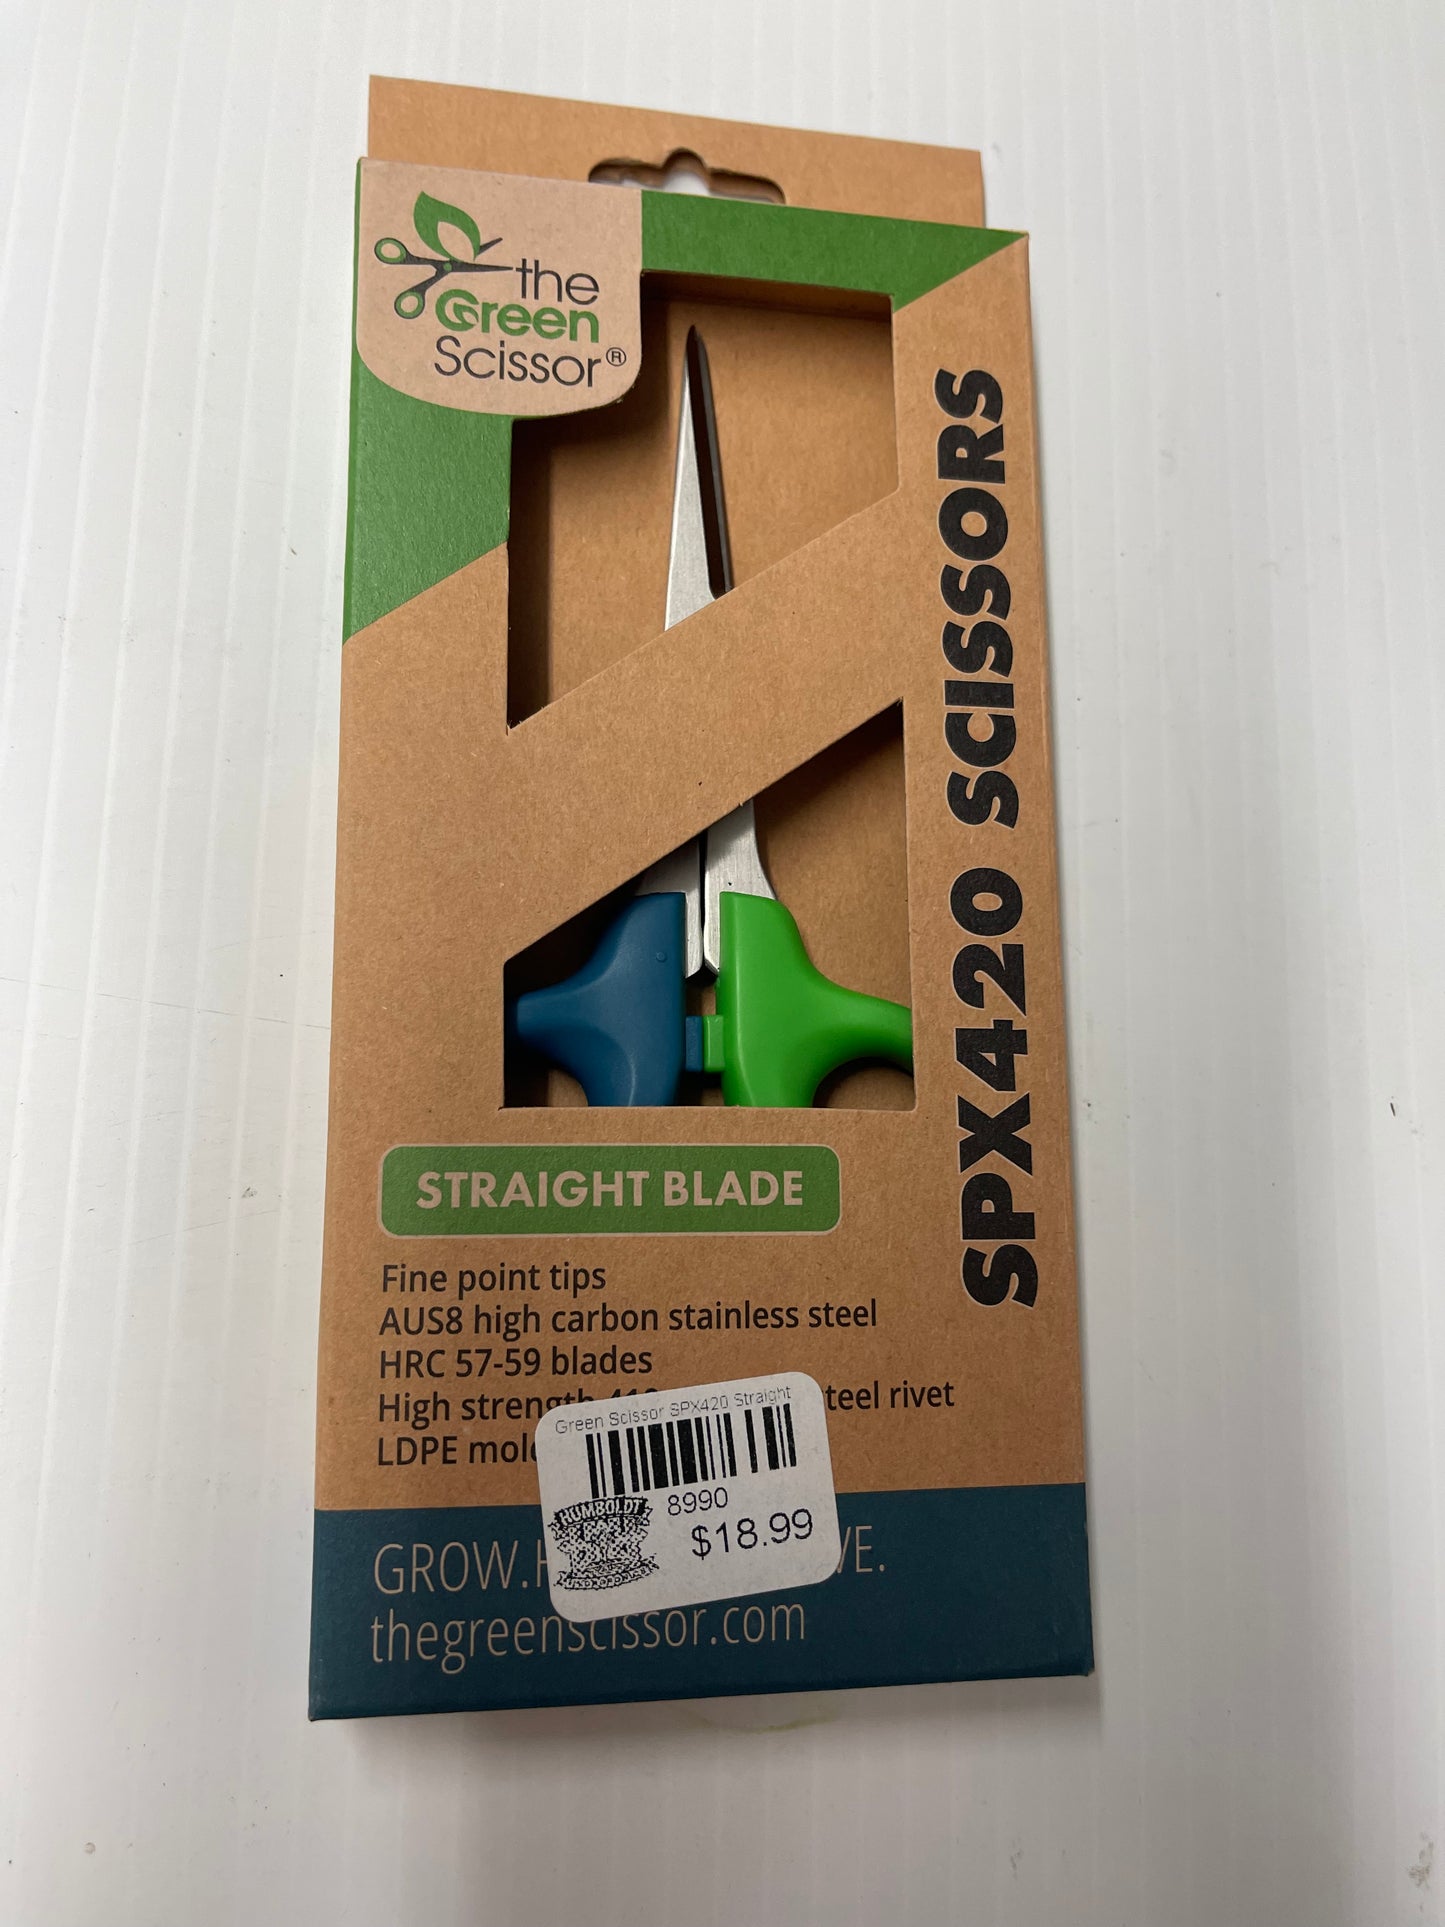 the
Green
Scissor®
SPX420 SCISSORS
STRAIGHT BLADE
Fine point tips
AUS8 high carbon stainless steel
HRC 57-59 blades
High strength teel rivet
LDPE mol
Green Scissor SPX420 Straight
HUMBOLDT
8990
$18.99
GROW. VE.
thegreenscissor.com